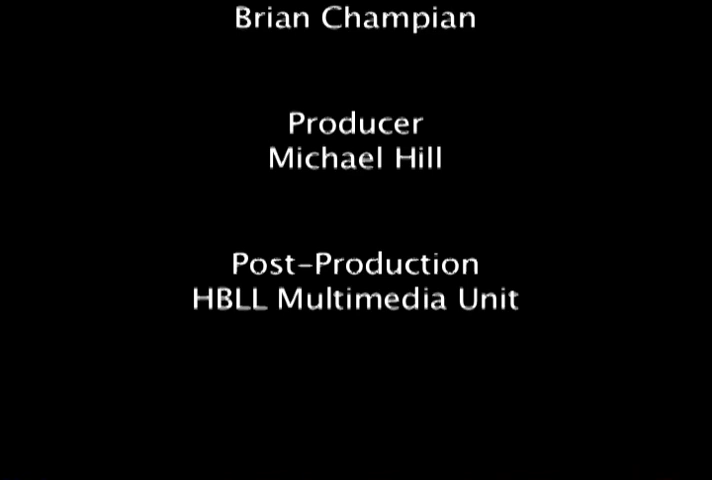 Brian Champian
Producer
Michael Hill
Post-Production
HBLL Multimedia Unit